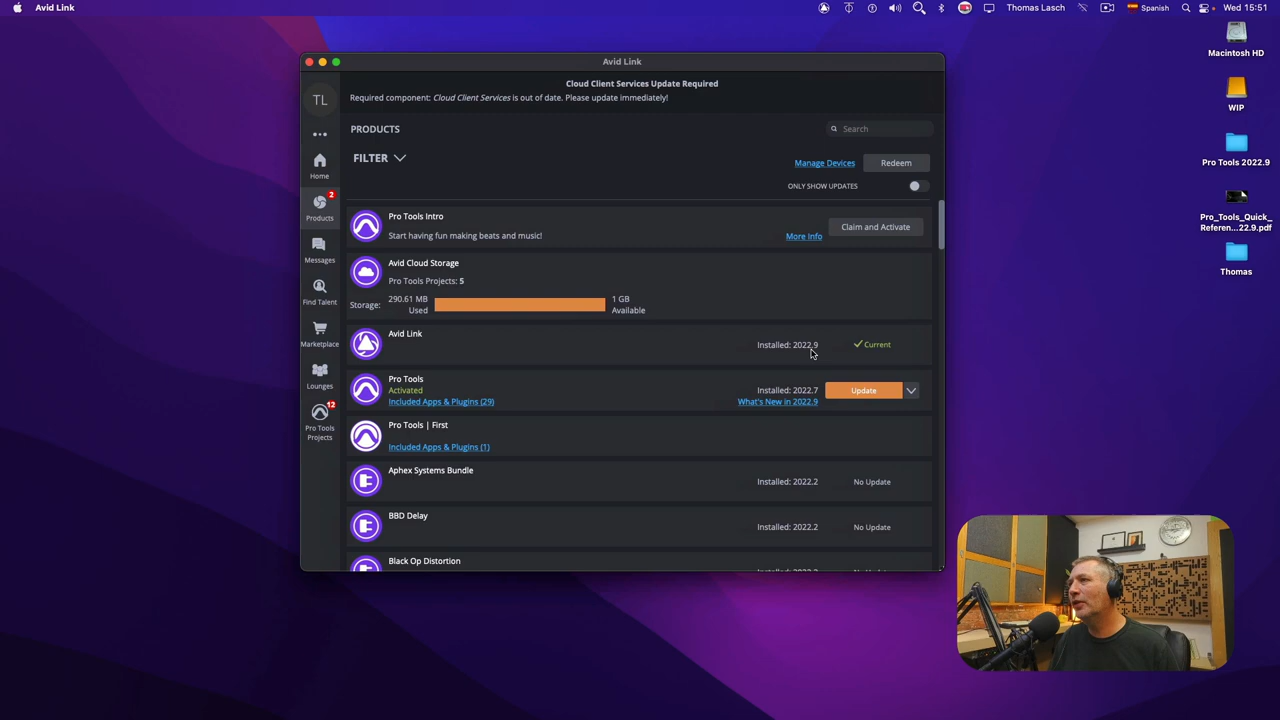 Avid Link
Thomas Lasch
Spanish
Wed 15:51
Macintosh HD
WIP
Pro Tools 2022.9
Pro_Tools_Quick_
Referen...22.9.pdf
Thomas
Avid Link
Cloud Client Services Update Required
Required component: Cloud Client Services is out of date. Please update immediately!
TL
Home
2
Products
Messages
Find Talent
Marketplace
Lounges
12
Pro Tools
Projects
PRODUCTS
Search
FILTER
Manage Devices
Redeem
ONLY SHOW UPDATES
Pro Tools Intro
Start having fun making beats and music!
More Info
Claim and Activate
Avid Cloud Storage
Pro Tools Projects: 5
Storage:
290.61 MB
Used
1 GB
Available
Avid Link
Installed: 2022.9
Current
Pro Tools
Activated
Included Apps & Plugins (29)
Installed: 2022.7
What's New in 2022.9
Update
Pro Tools | First
Included Apps & Plugins (1)
Aphex Systems Bundle
Installed: 2022.2
No Update
BBD Delay
Installed: 2022.2
No Update
Black Op Distortion